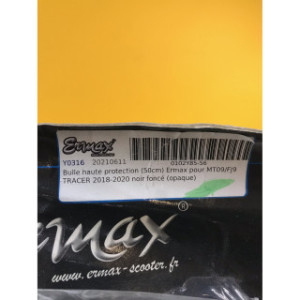 Ermax
Y0316 20210611 0102Y85-56
Bulle haute protection (50cm) Ermax pour MT09/FJ9
TRACER 2018-2020 noir foncé (opaque)
Ermax
www.ermax-scooter.fr